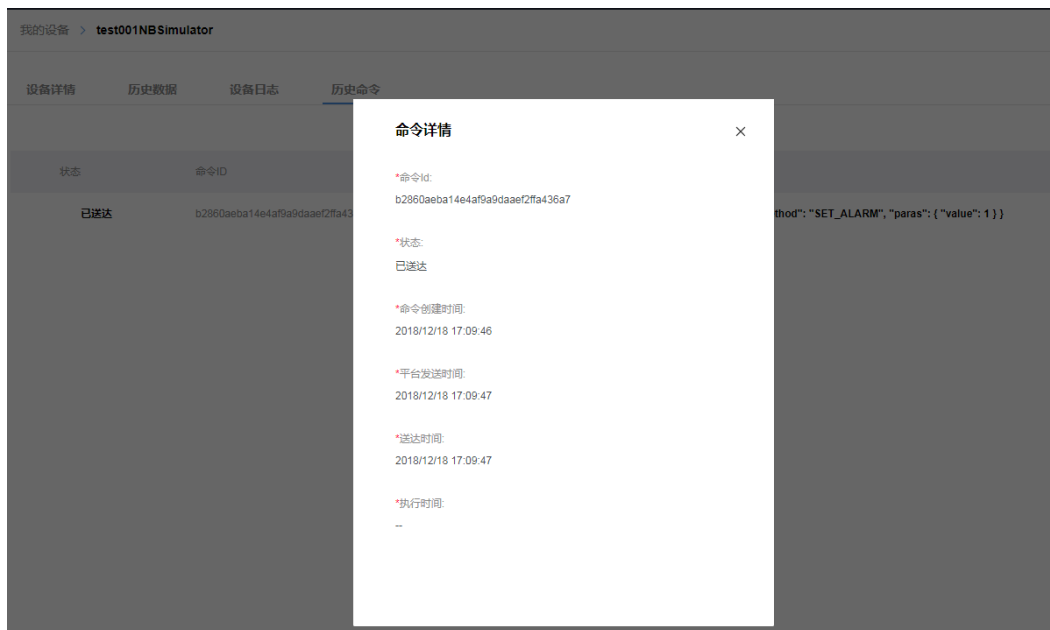 我的设备 > test001NBSimulator
设备详情 历史数据 设备日志 历史命令
命令详情 ×
状态 命令ID
*命令Id:
b2860aeba14e4af9a9daaef2ffa436a7
已送达 b2860aeba14e4af9a9daaef2ffa43 thod": "SET_ALARM", "paras": { "value": 1 } }
*状态:
已送达
*命令创建时间:
2018/12/18 17:09:46
*平台发送时间:
2018/12/18 17:09:47
*送达时间:
2018/12/18 17:09:47
*执行时间:
--